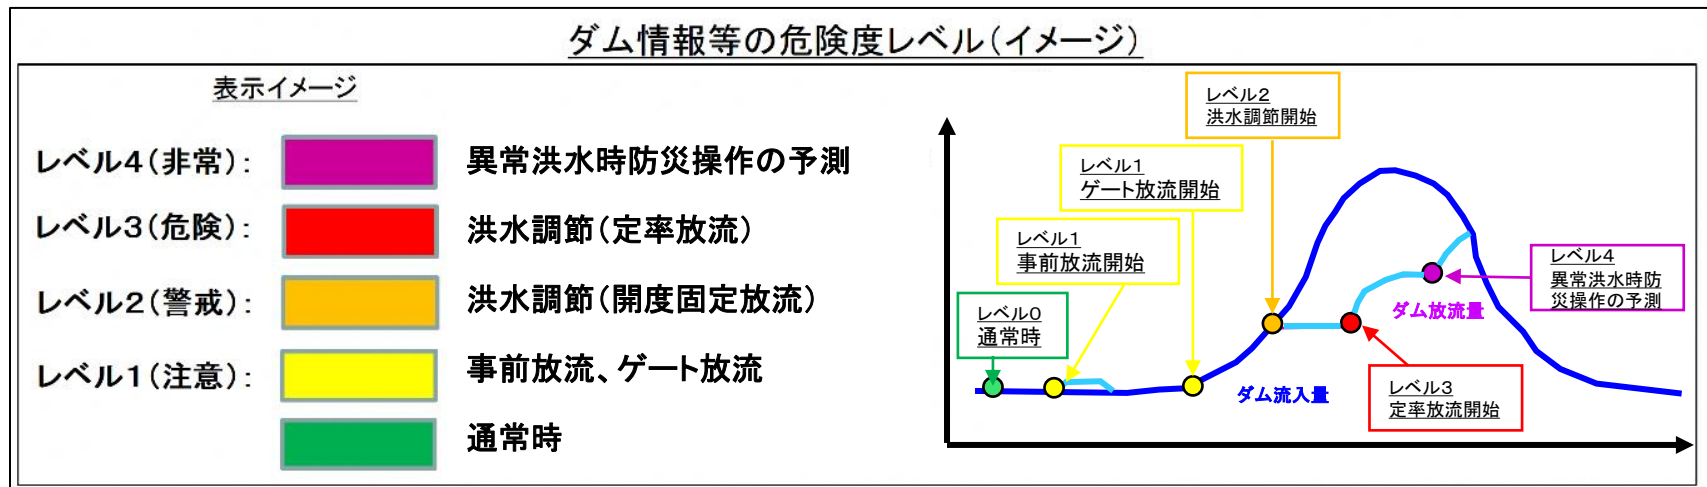 ダム情報等の危険度レベル(イメージ)
表示イメージ
レベル4(非常):
異常洪水時防災操作の予測
レベル3(危険):
洪水調節(定率放流)
レベル2(警戒):
洪水調節(開度固定放流)
レベル1(注意):
事前放流、ゲート放流
通常時
レベル2
洪水調節開始
レベル1
ゲート放流開始
レベル1
事前放流開始
レベル0
通常時
レベル4
異常洪水時防
災操作の予測
ダム放流量
ダム流入量
レベル3
定率放流開始